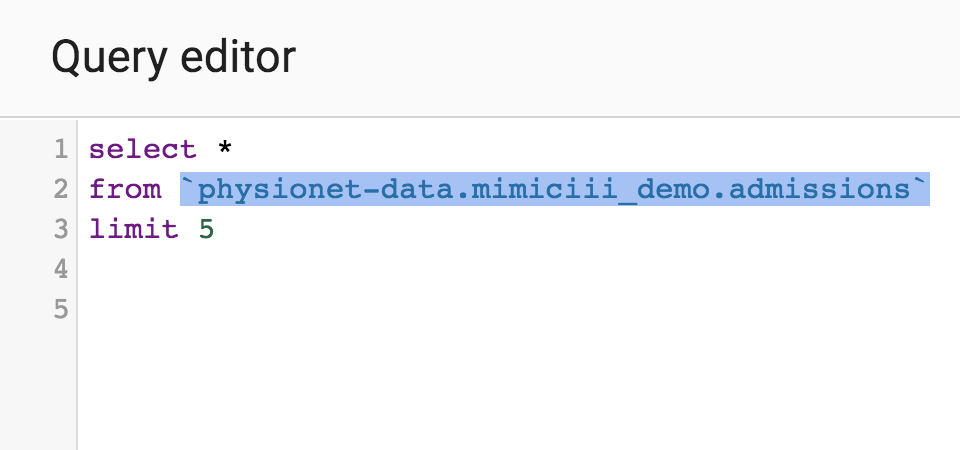 Query editor
1 select *
2 from `physionet-data.mimiciii_demo.admissions`
3 limit 5
4
5